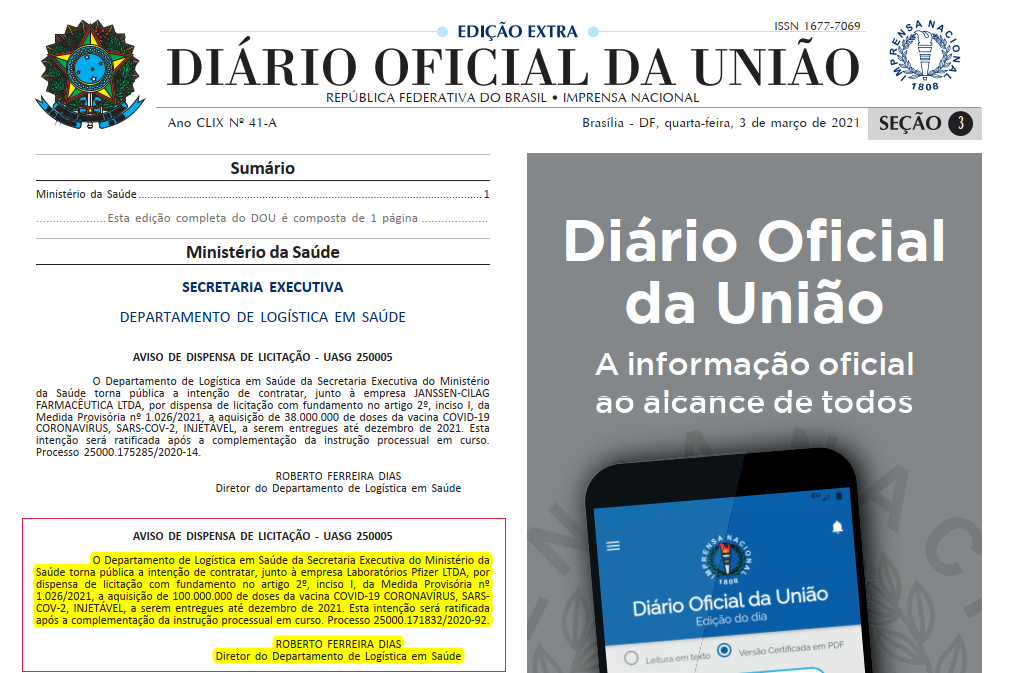 EDIÇÃO EXTRA
ISSN 1677-7069
DIÁRIO OFICIAL DA UNIÃO
REPÚBLICA FEDERATIVA DO BRASIL • IMPRENSA NACIONAL
IMPRENSA NACIONAL
1808
Ano CLIX Nº 41-A
Brasília - DF, quarta-feira, 3 de março de 2021
SEÇÃO 3
Sumário
Ministério da Saúde.......................................................................................................... 1
.....................Esta edição completa do DOU é composta de 1 página ....................
Ministério da Saúde
SECRETARIA EXECUTIVA
DEPARTAMENTO DE LOGÍSTICA EM SAÚDE
AVISO DE DISPENSA DE LICITAÇÃO - UASG 250005
O Departamento de Logística em Saúde da Secretaria Executiva do Ministério
da Saúde torna pública a intenção de contratar, junto à empresa JANSSEN-CILAG
FARMACÊUTICA LTDA, por dispensa de licitação com fundamento no artigo 2º, inciso I, da
Medida Provisória nº 1.026/2021, a aquisição de 38.000.000 de doses da vacina COVID-19
CORONAVÍRUS, SARS-COV-2, INJETÁVEL, a serem entregues até dezembro de 2021. Esta
intenção será ratificada após a complementação da instrução processual em curso.
Processo 25000.175285/2020-14.
ROBERTO FERREIRA DIAS
Diretor do Departamento de Logística em Saúde
AVISO DE DISPENSA DE LICITAÇÃO - UASG 250005
O Departamento de Logística em Saúde da Secretaria Executiva do Ministério da
Saúde torna pública a intenção de contratar, junto à empresa Laboratórios Pfizer LTDA, por
dispensa de licitação com fundamento no artigo 2º, inciso I, da Medida Provisória nº
1.026/2021, a aquisição de 100.000.000 de doses da vacina COVID-19 CORONAVÍRUS, SARS-
COV-2, INJETÁVEL, a serem entregues até dezembro de 2021. Esta intenção será ratificada
após a complementação da instrução processual em curso. Processo 25000.171832/2020-92.
ROBERTO FERREIRA DIAS
Diretor do Departamento de Logística em Saúde
Diário Oficial
da União
A informação oficial
ao alcance de todos
4G
IMPRENSA NACIONAL
1808
Diário Oficial da União
Edição do dia
Leitura em texto
Versão Certificada em PDF